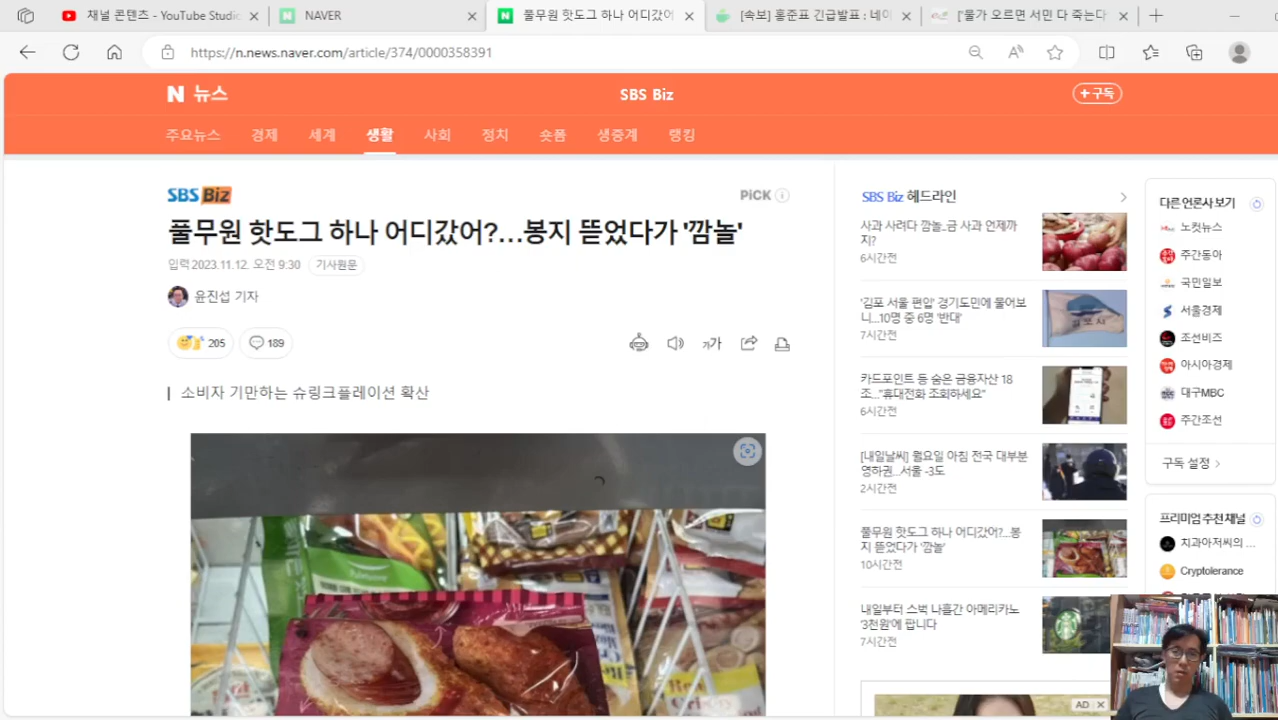 채널 콘텐츠 - YouTube Studio
NAVER
풀무원 핫도그 하나 어디갔어
[속보] 홍준표 긴급발표 : 네이
['물가 오르면 서민 다 죽는다'
https://n.news.naver.com/article/374/0000358391
N 뉴스
SBS Biz
+ 구독
주요뉴스 경제 세계 생활 사회 정치 숏폼 생중계 랭킹
SBS Biz
PiCK
풀무원 핫도그 하나 어디갔어?…봉지 뜯었다가 '깜놀'
입력 2023.11.12. 오전 9:30
기사원문
윤진섭 기자
205
189
가가
소비자 기만하는 슈링크플레이션 확산
SBS Biz 헤드라인
사과 사려다 깜놀..금 사과 언제까
지?
6시간전
'김포 서울 편입' 경기도민에 물어보
니...10명 중 6명 '반대'
7시간전
카드포인트 등 숨은 금융자산 18
조..."휴대전화 조회하세요"
6시간전
[내일날씨] 월요일 아침 전국 대부분
영하권...서울 -3도
2시간전
풀무원 핫도그 하나 어디갔어?...봉
지 뜯었다가 '깜놀'
10시간전
내일부터 스벅 나흘간 아메리카노
'3천원'에 팝니다
7시간전
AD
다른 언론사 보기
노컷뉴스
주간동아
국민일보
서울경제
조선비즈
아시아경제
대구MBC
주간조선
구독 설정
프리미엄 추천 채널
치과아저씨의 ...
Cryptolerance